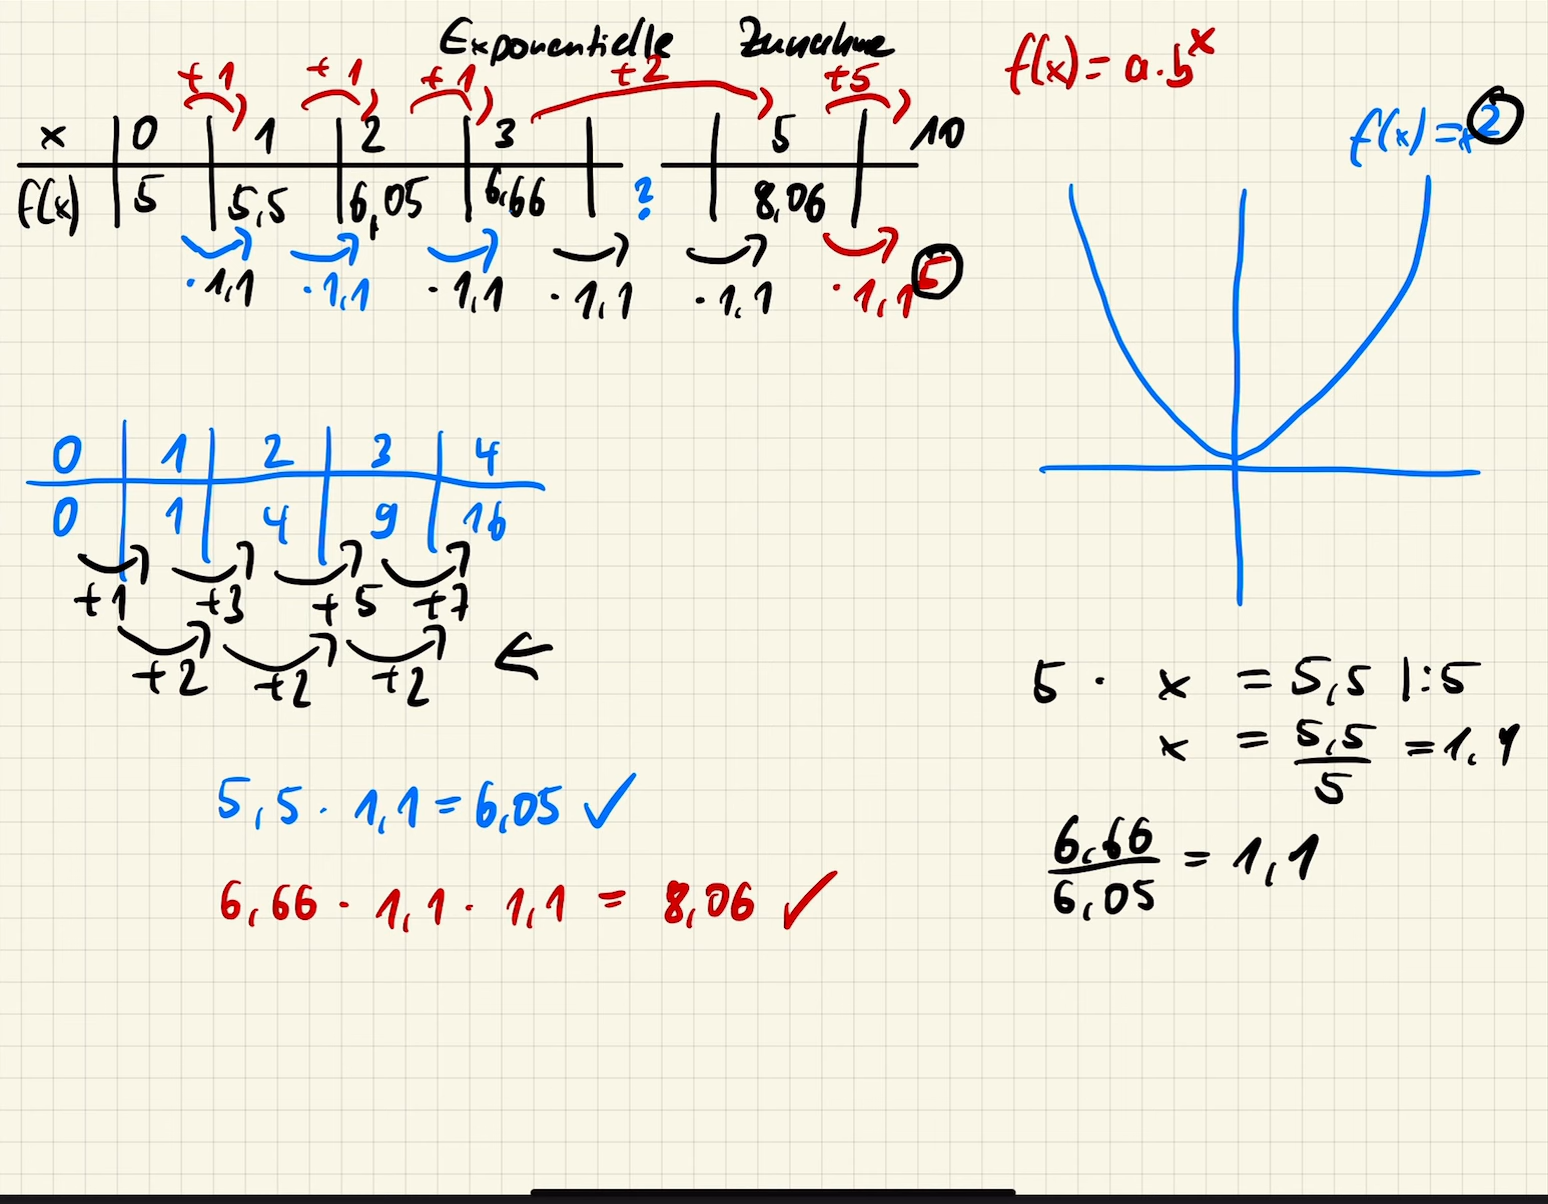 Exponentielle Zunahme
f(x) = a · b^x
+1 +1 +1 +2 +5
x 0 1 2 3 5 10
f(x) 5 5,5 6,05 6,66 ? 8,06
· 1,1 · 1,1 · 1,1 · 1,1 · 1,1 · 1,1^5
f(x) = x^2
0 1 2 3 4
0 1 4 9 16
+1 +3 +5 +7
+2 +2 +2
5 · x = 5,5 |:5
x = 5,5/5 = 1,1
5,5 · 1,1 = 6,05 ✓
6,66/6,05 = 1,1
6,66 · 1,1 · 1,1 = 8,06 ✓